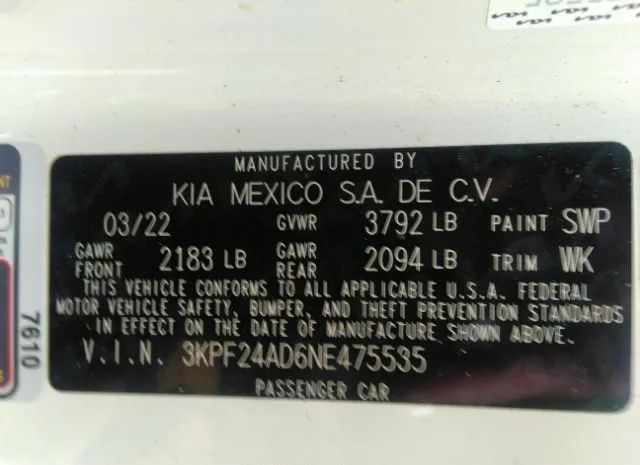 MANUFACTURED BY
KIA MEXICO S.A. DE C.V.
03/22 GVWR 3792 LB PAINT SWP
GAWR FRONT 2183 LB GAWR REAR 2094 LB TRIM WK
THIS VEHICLE CONFORMS TO ALL APPLICABLE U.S.A. FEDERAL
MOTOR VEHICLE SAFETY, BUMPER, AND THEFT PREVENTION STANDARDS
IN EFFECT ON THE DATE OF MANUFACTURE SHOWN ABOVE.
V.I.N. 3KPF24AD6NE475535
PASSENGER CAR
7610